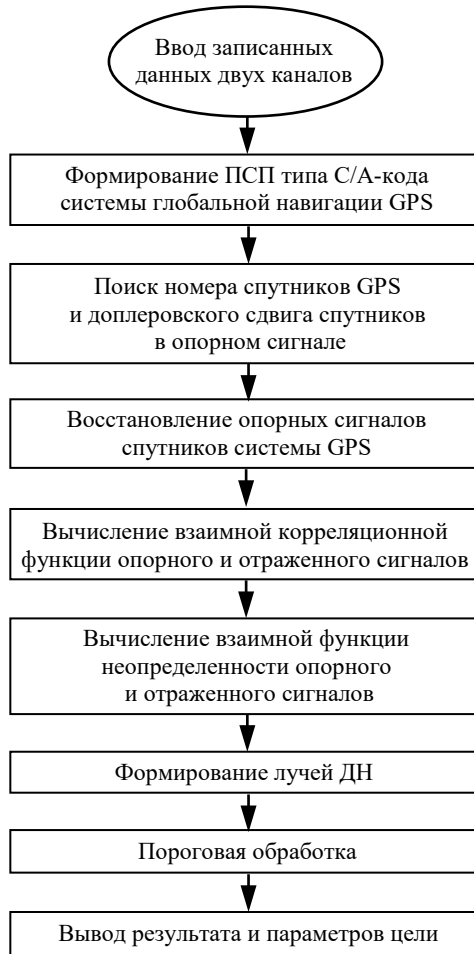 Ввод записанных
данных двух каналов
Формирование ПСП типа C/A-кода
системы глобальной навигации GPS
Поиск номера спутников GPS
и доплеровского сдвига спутников
в опорном сигнале
Восстановление опорных сигналов
спутников системы GPS
Вычисление взаимной корреляционной
функции опорного и отраженного сигналов
Вычисление взаимной функции
неопределенности опорного
и отраженного сигналов
Формирование лучей ДН
Пороговая обработка
Вывод результата и параметров цели